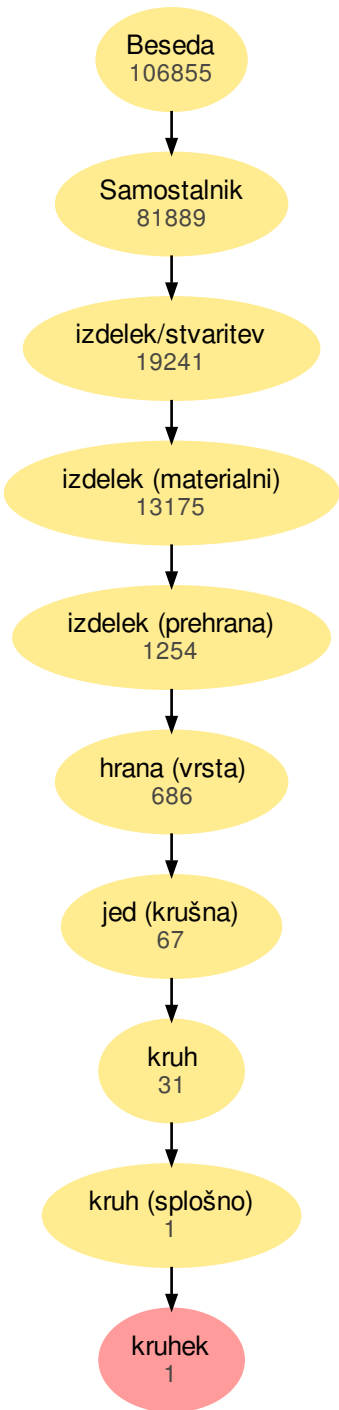 Beseda
106855
Samostalnik
81889
izdelek/stvaritev
19241
izdelek (materialni)
13175
izdelek (prehrana)
1254
hrana (vrsta)
686
jed (krušna)
67
kruh
31
kruh (splošno)
1
kruhek
1